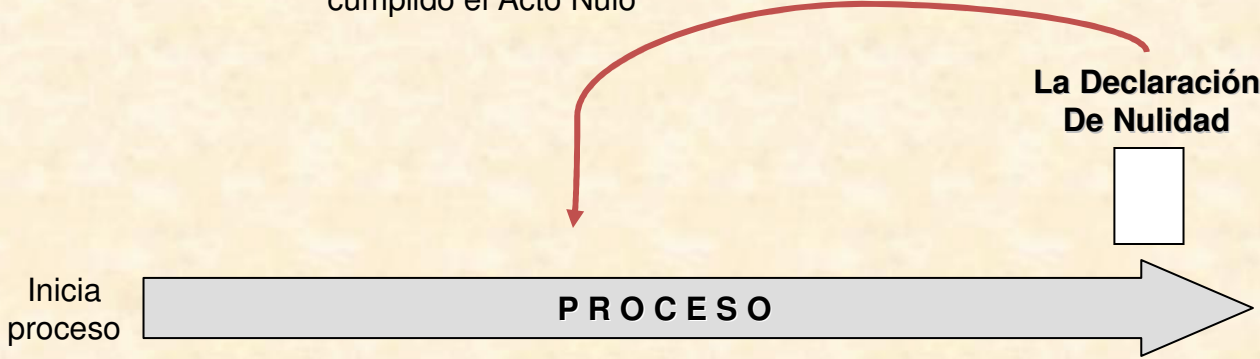 cumplido el Acto Nulo
La Declaración
De Nulidad
Inicia
proceso
P R O C E S O